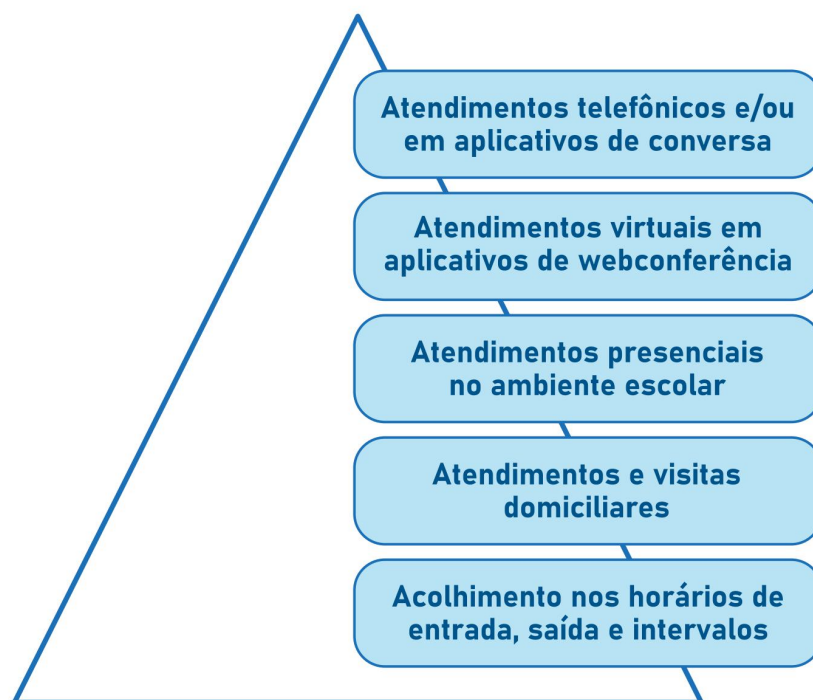 Atendimentos telefônicos e/ou
em aplicativos de conversa
Atendimentos virtuais em
aplicativos de webconferência
Atendimentos presenciais
no ambiente escolar
Atendimentos e visitas
domiciliares
Acolhimento nos horários de
entrada, saída e intervalos